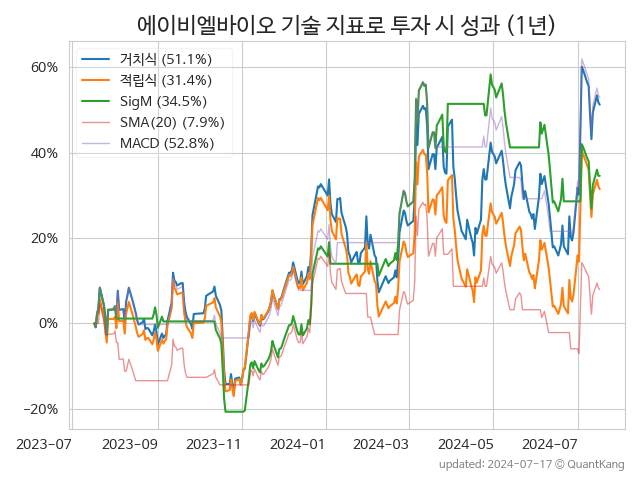 에이비엘바이오 기술 지표로 투자 시 성과 (1년)
거치식 (51.1%)
적립식 (31.4%)
SigM (34.5%)
SMA(20) (7.9%)
MACD (52.8%)
60%
40%
20%
0%
−20%
2023-07 2023-09 2023-11 2024-01 2024-03 2024-05 2024-07
updated: 2024-07-17 © QuantKang